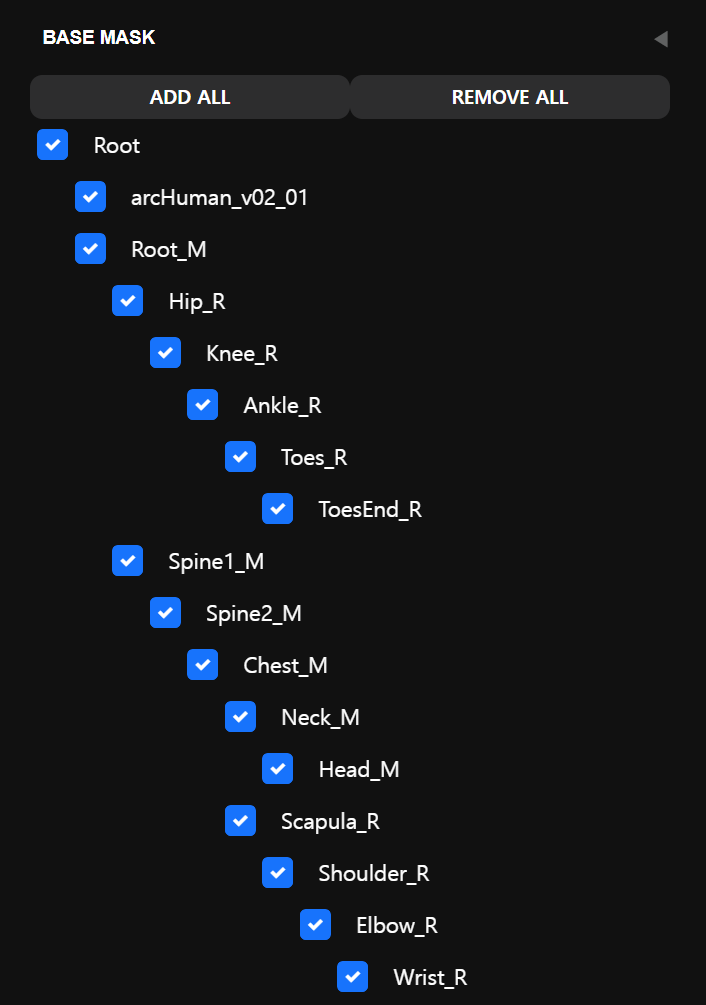 BASE MASK
ADD ALL REMOVE ALL
Root
arcHuman_v02_01
Root_M
Hip_R
Knee_R
Ankle_R
Toes_R
ToesEnd_R
Spine1_M
Spine2_M
Chest_M
Neck_M
Head_M
Scapula_R
Shoulder_R
Elbow_R
Wrist_R